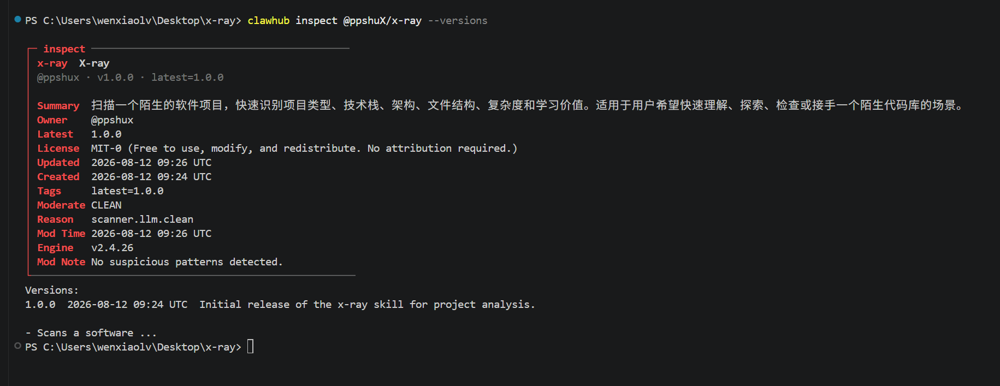 PS C:\Users\wenxiaolv\Desktop\x-ray> clawhub inspect @ppshuX/x-ray --versions
inspect
x-ray  X-ray
@ppshux · v1.0.0 · latest=1.0.0
Summary  扫描一个陌生的软件项目，快速识别项目类型、技术栈、架构、文件结构、复杂度和学习价值。适用于用户希望快速理解、探索、检查或接手一个陌生代码库的场景。
Owner    @ppshux
Latest   1.0.0
License  MIT-0 (Free to use, modify, and redistribute. No attribution required.)
Updated  2026-08-12 09:26 UTC
Created  2026-08-12 09:24 UTC
Tags     latest=1.0.0
Moderate CLEAN
Reason   scanner.llm.clean
Mod Time 2026-08-12 09:26 UTC
Engine   v2.4.26
Mod Note No suspicious patterns detected.
Versions:
1.0.0  2026-08-12 09:24 UTC  Initial release of the x-ray skill for project analysis.
- Scans a software ...
PS C:\Users\wenxiaolv\Desktop\x-ray>